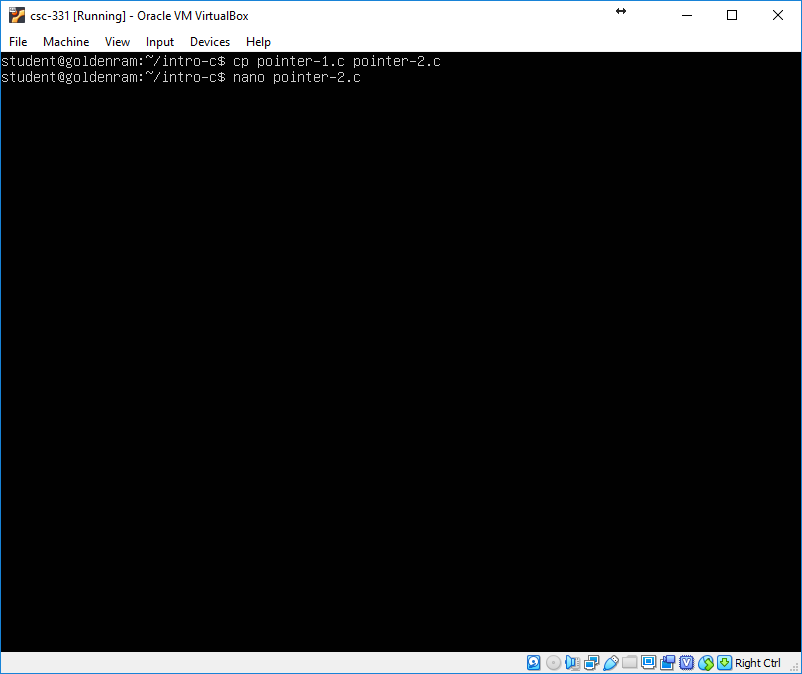 csc-331 [Running] - Oracle VM VirtualBox
File Machine View Input Devices Help
student@goldenram:~/intro-c$ cp pointer-1.c pointer-2.c
student@goldenram:~/intro-c$ nano pointer-2.c
Right Ctrl